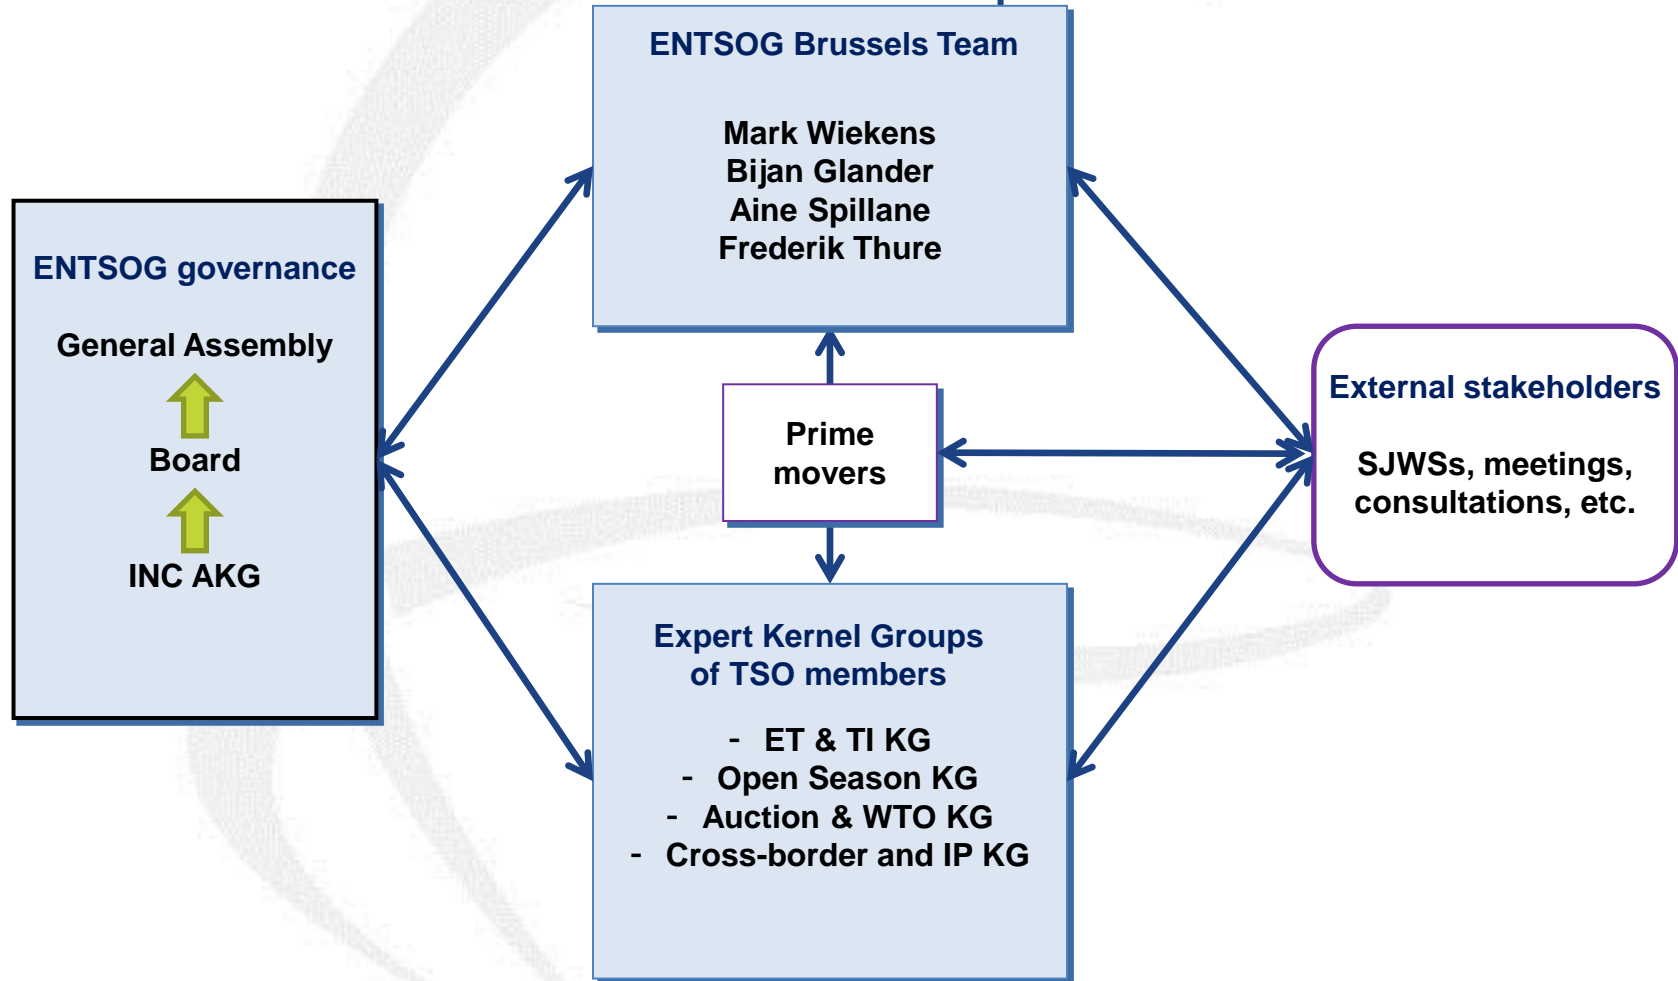 ENTSOG Brussels Team
Mark Wiekens
Bijan Glander
Aine Spillane
Frederik Thure
ENTSOG governance
General Assembly
Board
INC AKG
Prime
movers
External stakeholders
SJWSs, meetings,
consultations, etc.
Expert Kernel Groups
of TSO members
- ET & TI KG
- Open Season KG
- Auction & WTO KG
- Cross-border and IP KG